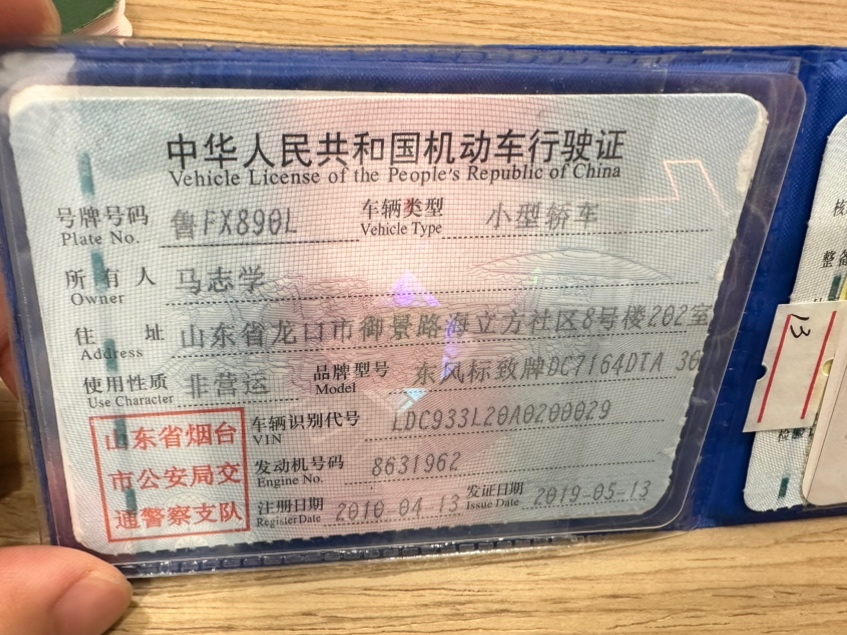 中华人民共和国机动车行驶证
Vehicle License of the People's Republic of China
号牌号码 鲁FX890L 车辆类型 小型轿车
Plate No. Vehicle Type
所有人 马志学
Owner
住址 山东省龙口市御景路海立方社区8号楼202室
Address
使用性质 非营运 品牌型号 东风标致牌DC7164DTA
Use Character Model
山东省烟台
市公安局交
通警察支队
车辆识别代号 LDC933L20A0200029
VIN
发动机号码 8631962
Engine No.
注册日期 2010-04-13 发证日期 2019-05-13
Register Date Issue Date
核
整备
13